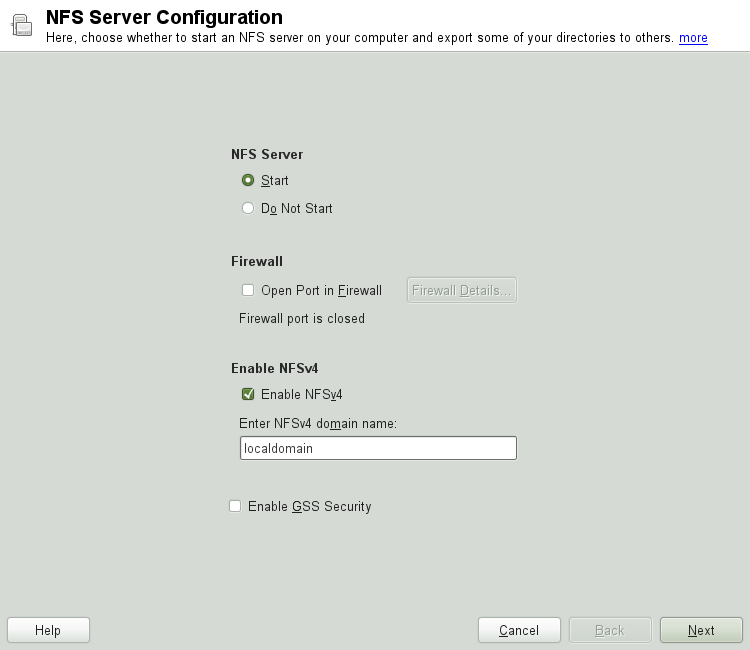 NFS Server Configuration
Here, choose whether to start an NFS server on your computer and export some of your directories to others. more
NFS Server
Start
Do Not Start
Firewall
Open Port in Firewall Firewall Details...
Firewall port is closed
Enable NFSv4
Enable NFSv4
Enter NFSv4 domain name:
localdomain
Enable GSS Security
Help Cancel Back Next